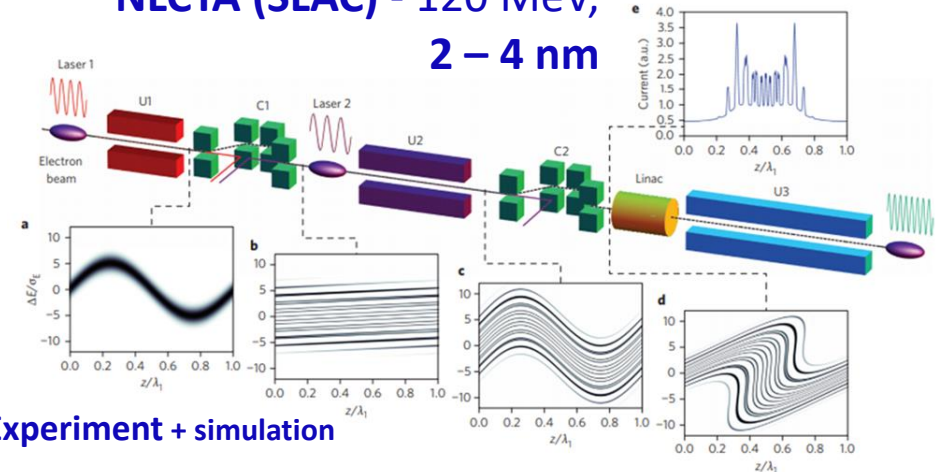 NLCTA (SLAC) - 120 MeV,
2 – 4 nm
e
4.0
3.5
3.0
2.5
2.0
1.5
1.0
0.5
0.0
Current (a.u.)
0.0 0.2 0.4 0.6 0.8 1.0
z/λ1
Laser 1
U1
C1
Laser 2
U2
C2
Linac
U3
Electron
beam
a
10
5
0
−5
−10
ΔE/σE
0.0 0.2 0.4 0.6 0.8 1.0
z/λ1
b
10
5
0
−5
−10
0.0 0.2 0.4 0.6 0.8 1.0
z/λ1
c
10
5
0
−5
−10
0.0 0.2 0.4 0.6 0.8 1.0
z/λ1
d
10
5
0
−5
−10
0.0 0.2 0.4 0.6 0.8 1.0
z/λ1
Experiment + simulation